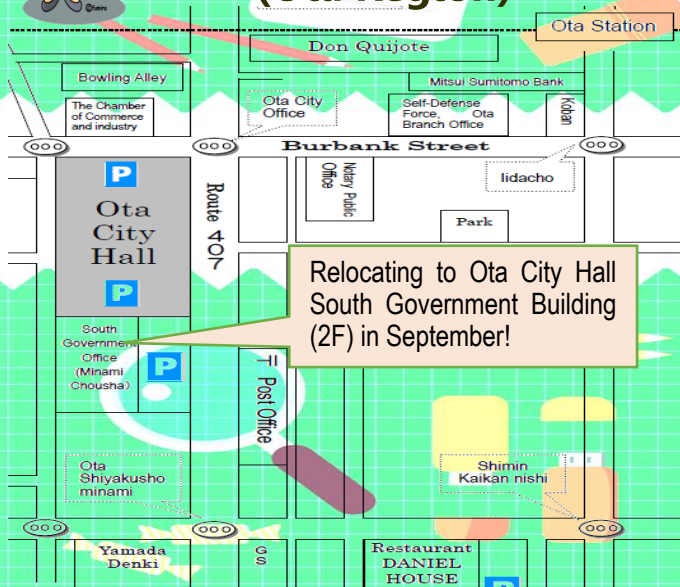 (Ota Region)
©fumira
Ota Station
Don Quijote
Bowling Alley
Mitsui Sumitomo Bank
The Chamber
of Commerce
and industry
Ota City
Office
Self-Defense
Force, Ota
Branch Office
Koban
Burbank Street
Iidacho
Notary Public
Office
Park
P
Ota
City
Hall
P
Route 407
Relocating to Ota City Hall
South Government Building
(2F) in September!
South
Government
Office
(Minami
Chousha)
P
〒 Post Office
Ota
Shiyakusho
minami
Shimin
Kaikan nishi
Yamada
Denki
GS
Restaurant
DANIEL
HOUSE
P